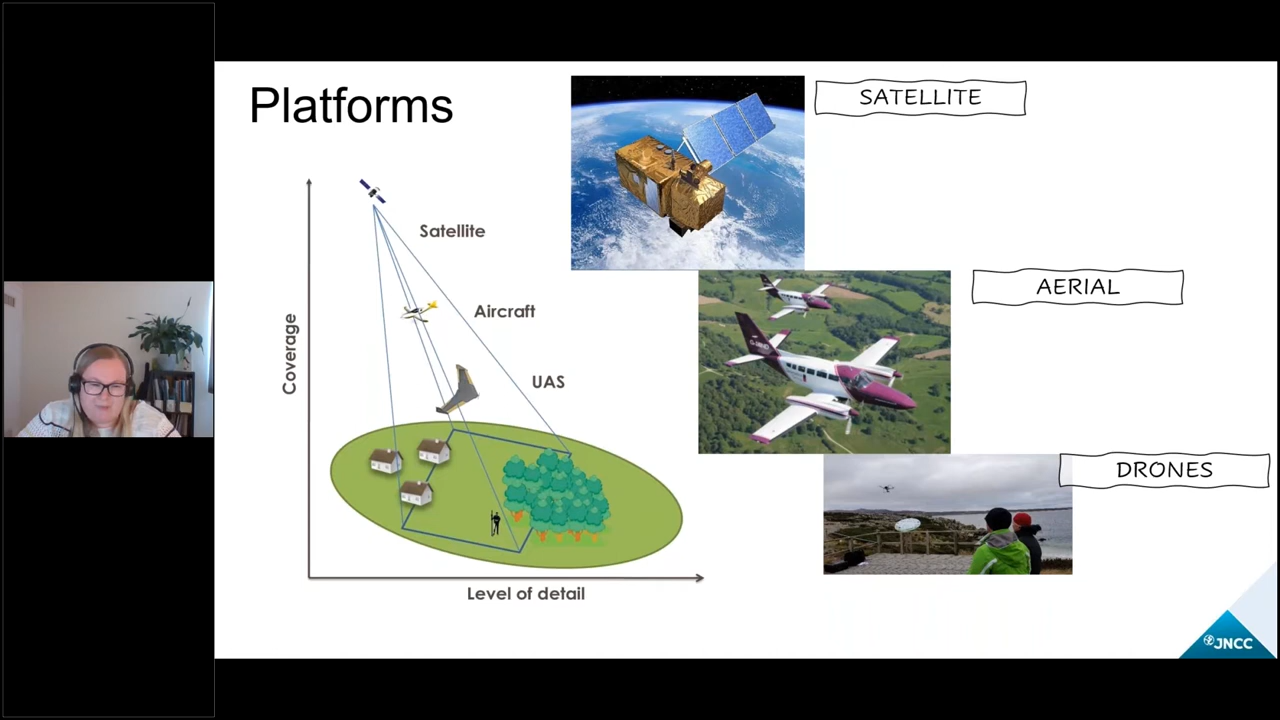 Platforms
SATELLITE
Satellite
AERIAL
Aircraft
Coverage
UAS
DRONES
Level of detail
JNCC